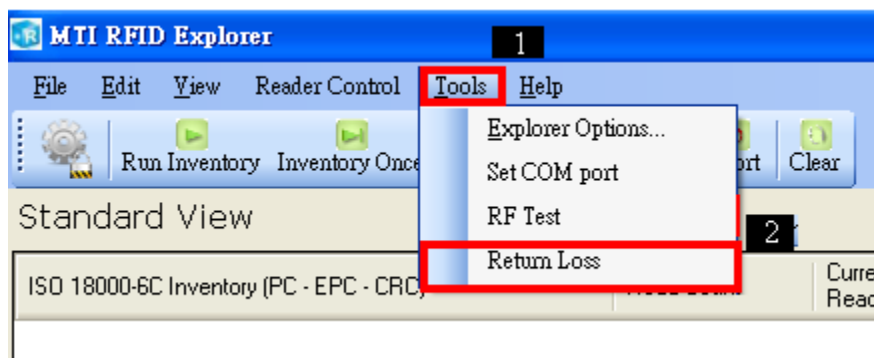 MTI RFID Explorer
1
File Edit View Reader Control Tools Help
Explorer Options...
Run Inventory Inventory Once Clear
Set COM port
Standard View
RF Test
2
Return Loss
ISO 18000-6C Inventory (PC - EPC - CRC)